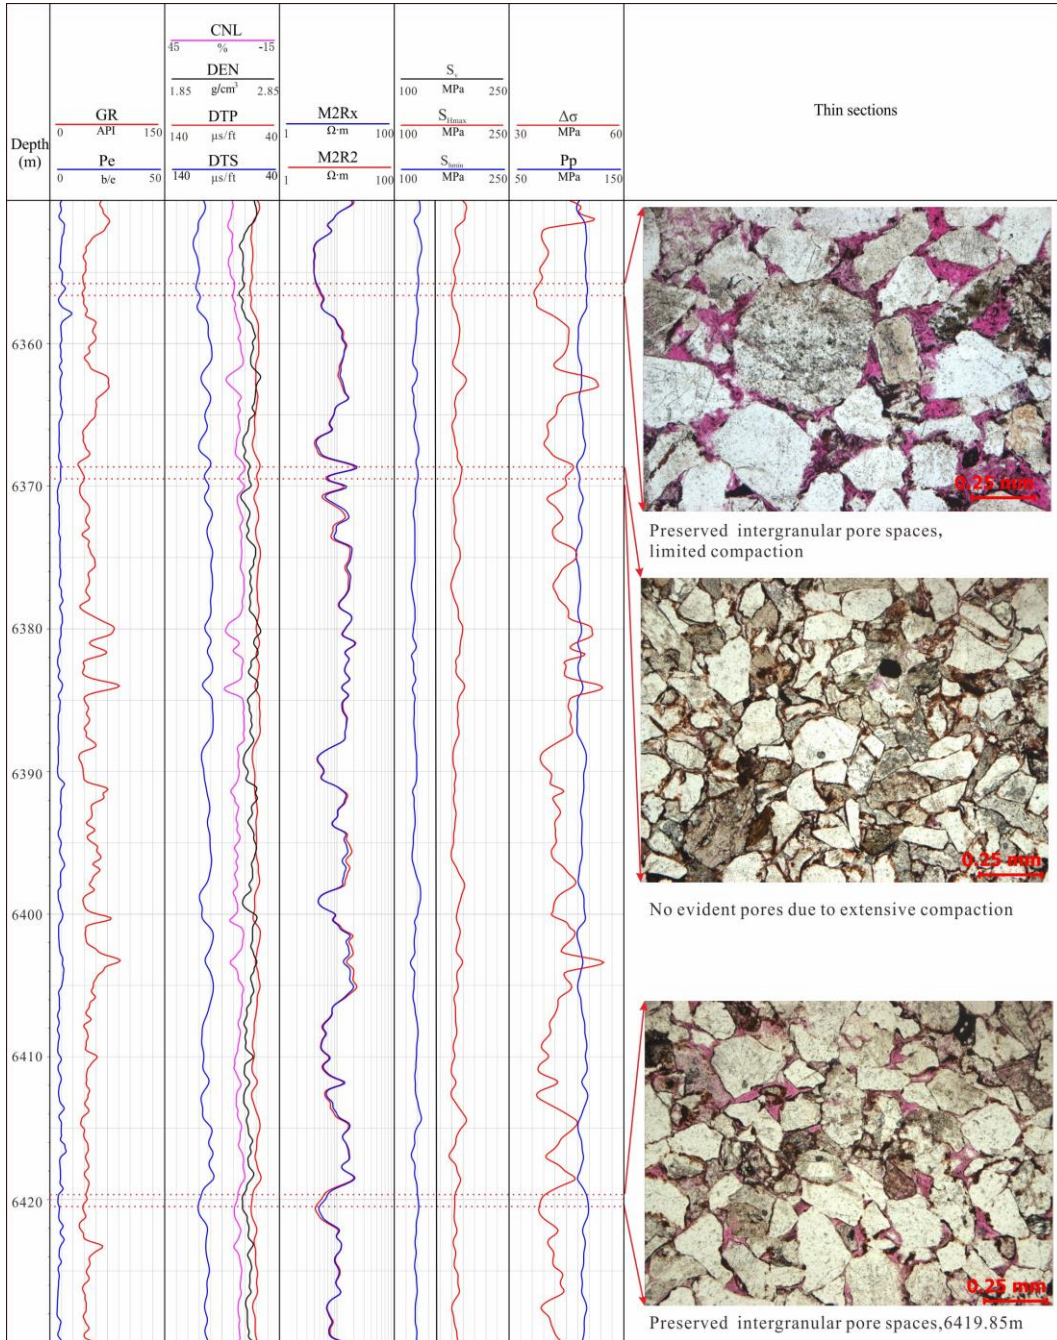 CNL
45 % -15
DEN
1.85 g/cm³ 2.85
DTP
140 μs/ft 40
DTS
140 μs/ft 40
Depth
(m)
GR
0 API 150
Pe
0 b/e 50
M2Rx
1 Ω·m 100
M2R2
1 Ω·m 100
Sv
100 MPa 250
SHmax
100 MPa 250
Shmin
100 MPa 250
Δσ
30 MPa 60
Pp
50 MPa 150
Thin sections
6360
6370
6380
6390
6400
6410
6420
0.25 mm
Preserved intergranular pore spaces,
limited compaction
0.25 mm
No evident pores due to extensive compaction
0.25 mm
Preserved intergranular pore spaces,6419.85m